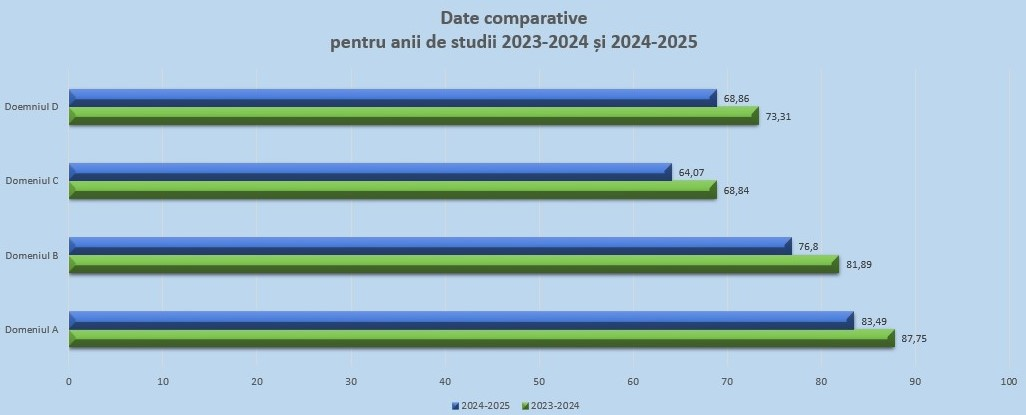 Date comparative
pentru anii de studii 2023-2024 și 2024-2025
Doemniul D
68,86
73,31
Domeniul C
64,07
68,84
Domeniul B
76,8
81,89
Domeniul A
83,49
87,75
0 10 20 30 40 50 60 70 80 90 100
2024-2025 2023-2024